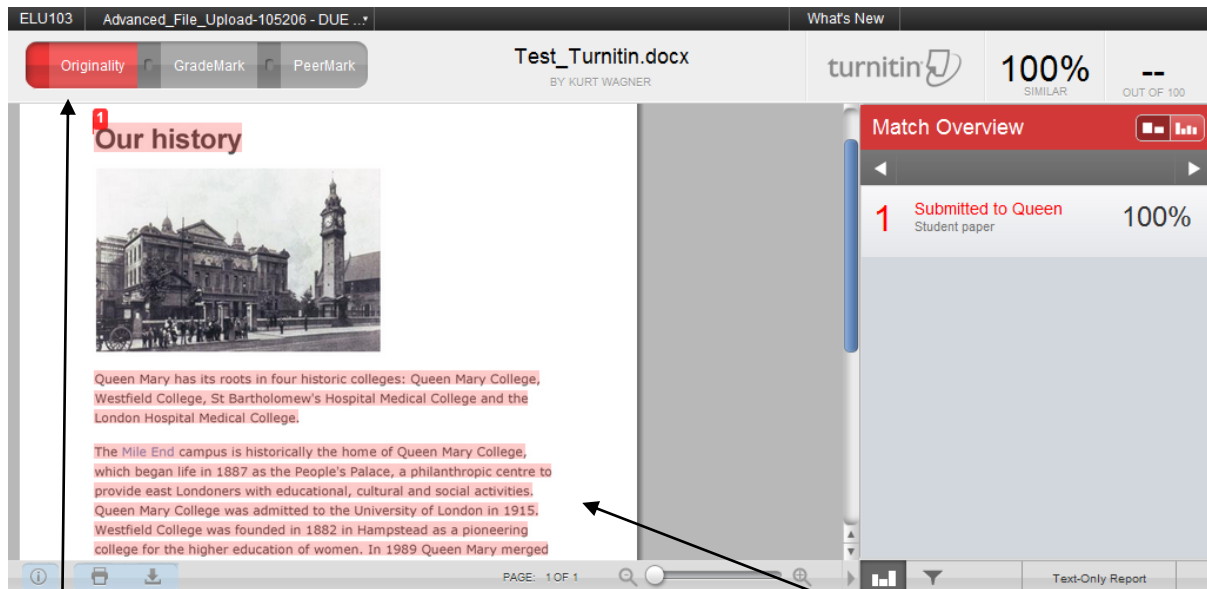 ELU103 Advanced_File_Upload-105206 - DUE ... What's New
Originality GradeMark PeerMark
Test_Turnitin.docx
BY KURT WAGNER
turnitin
100%
SIMILAR
--
OUT OF 100
1
Our history
Queen Mary has its roots in four historic colleges: Queen Mary College,
Westfield College, St Bartholomew's Hospital Medical College and the
London Hospital Medical College.
The Mile End campus is historically the home of Queen Mary College,
which began life in 1887 as the People's Palace, a philanthropic centre to
provide east Londoners with educational, cultural and social activities.
Queen Mary College was admitted to the University of London in 1915.
Westfield College was founded in 1882 in Hampstead as a pioneering
college for the higher education of women. In 1989 Queen Mary merged
Match Overview
1 Submitted to Queen 100%
Student paper
PAGE: 1 OF 1
Text-Only Report